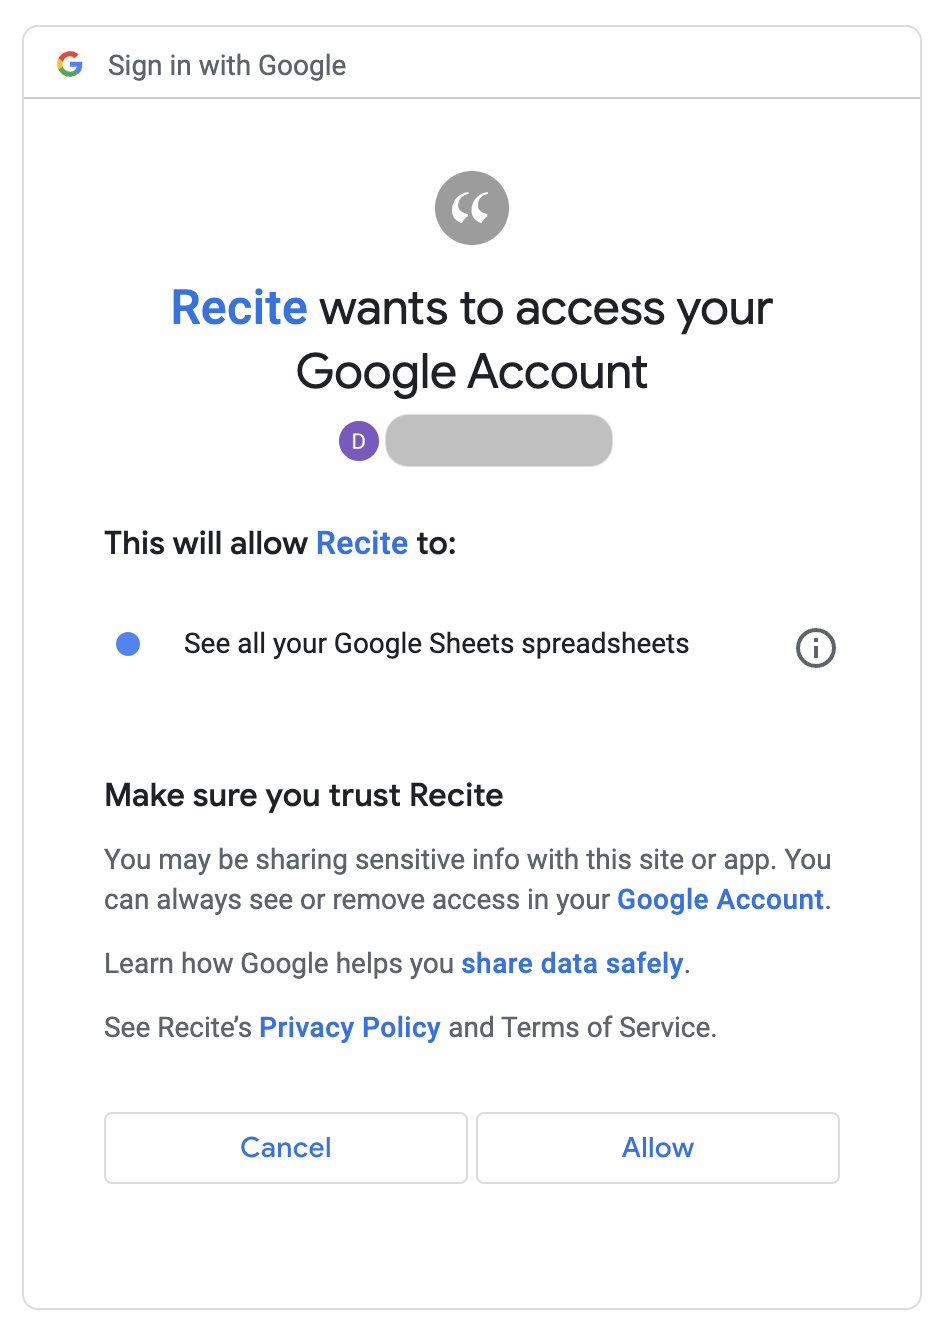 Sign in with Google
Recite wants to access your
Google Account
D
This will allow Recite to:
See all your Google Sheets spreadsheets
Make sure you trust Recite
You may be sharing sensitive info with this site or app. You
can always see or remove access in your Google Account.
Learn how Google helps you share data safely.
See Recite’s Privacy Policy and Terms of Service.
Cancel
Allow